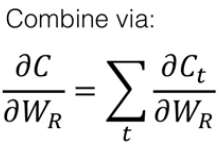 Combine via:
∂C/∂W_R = ∑_t ∂C_t/∂W_R